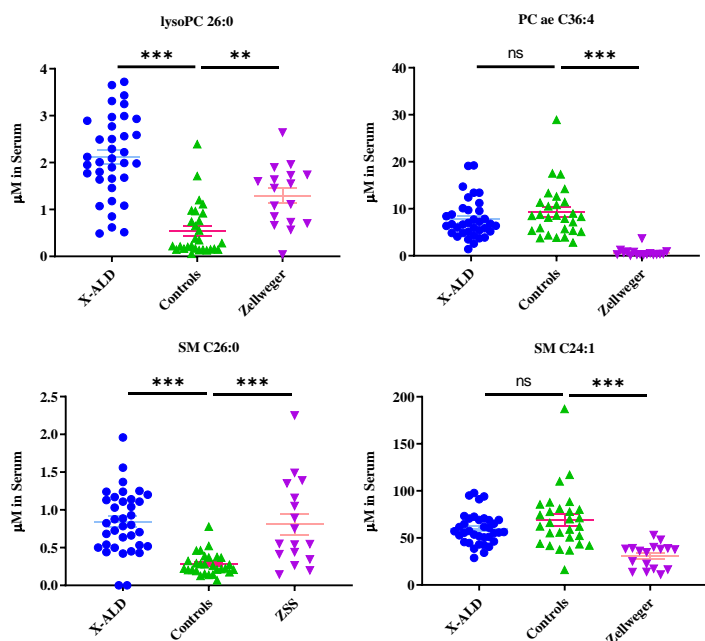 lysoPC 26:0
*** **
µM in Serum
4
3
2
1
0
X-ALD Controls Zellweger
PC ae C36:4
ns ***
µM in Serum
40
30
20
10
0
X-ALD Controls Zellweger
SM C26:0
*** ***
µM in Serum
2.5
2.0
1.5
1.0
0.5
0.0
X-ALD Controls ZSS
SM C24:1
ns ***
µM in Serum
200
150
100
50
0
X-ALD Controls Zellweger